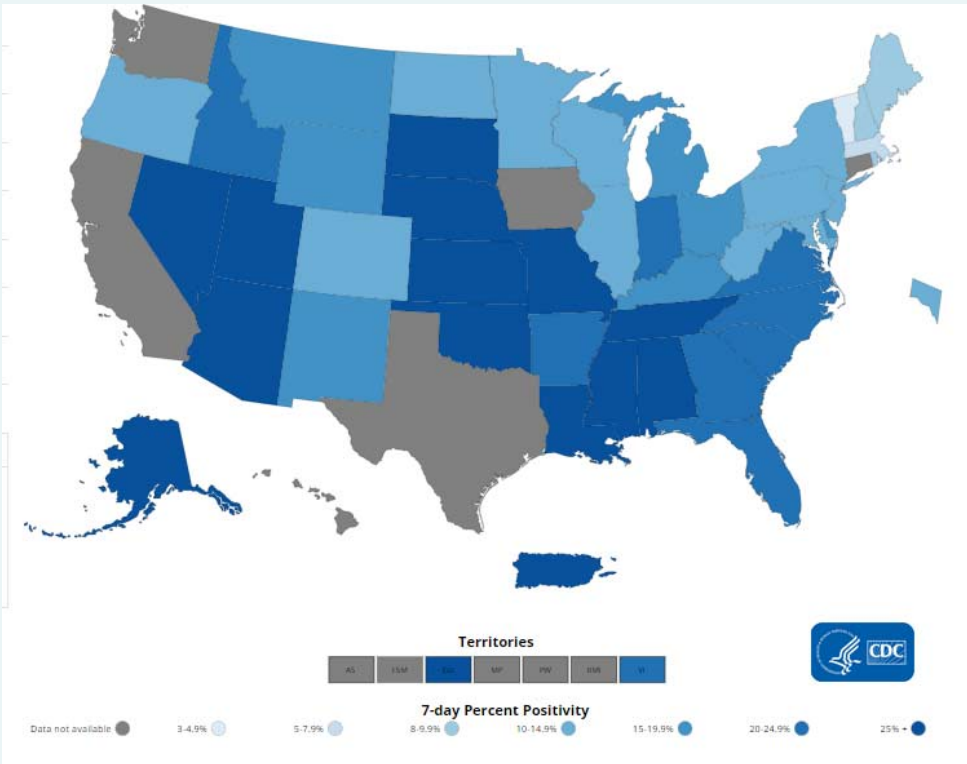 Territories
AS FSM GU MP PW RMI VI
CDC
7-day Percent Positivity
Data not available 3-4.9% 5-7.9% 8-9.9% 10-14.9% 15-19.9% 20-24.9% 25% +